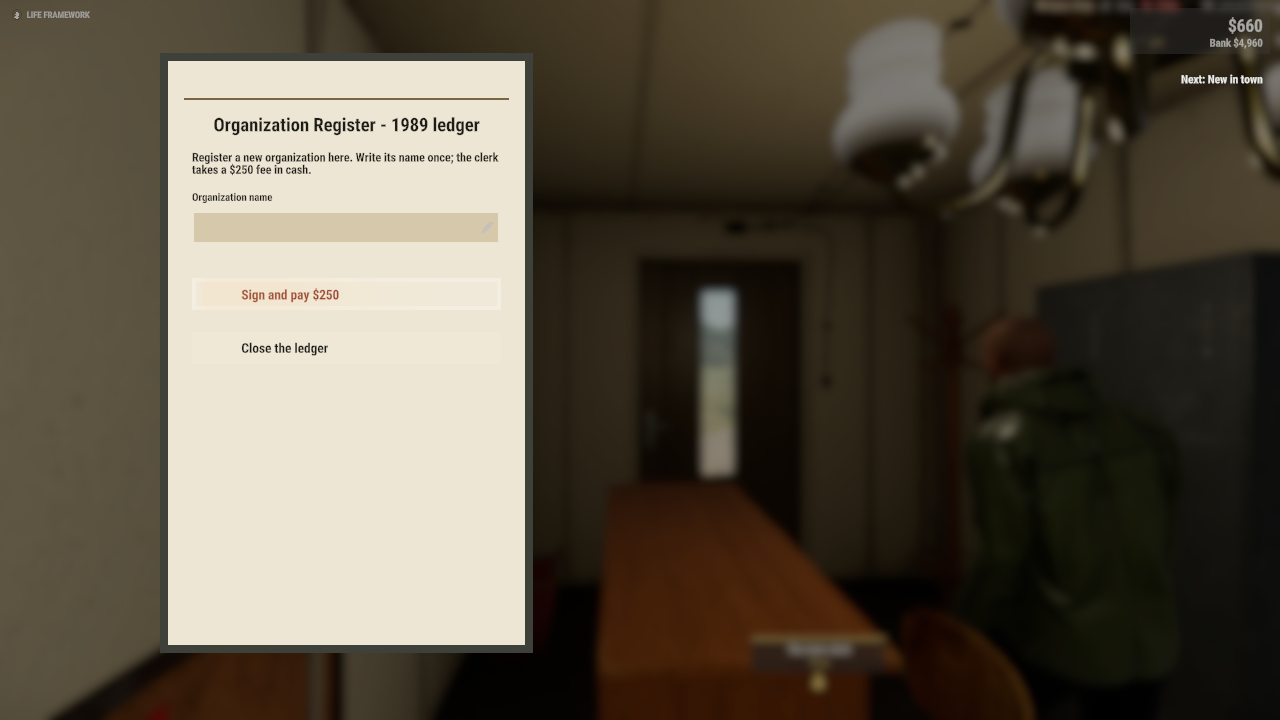 LIFE FRAMEWORK
$660
Bank $4,960
Next: New in town
Organization Register - 1989 ledger
Register a new organization here. Write its name once; the clerk
takes a $250 fee in cash.
Organization name
Sign and pay $250
Close the ledger